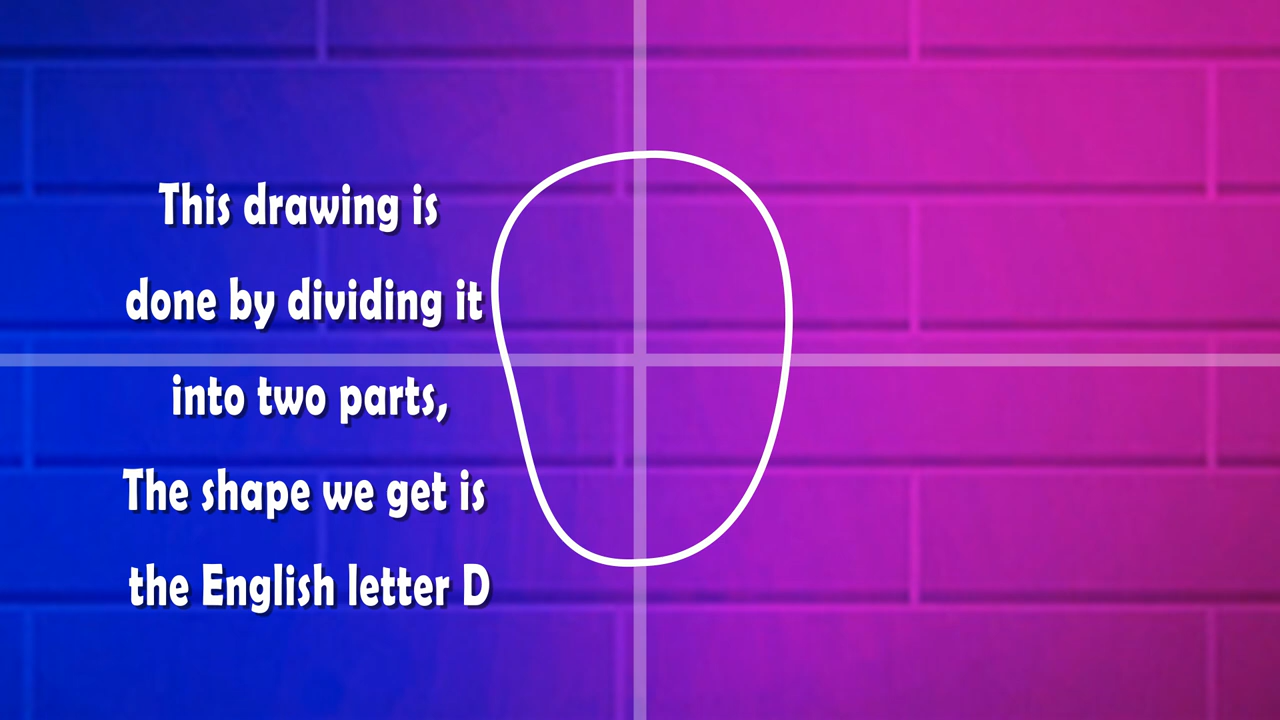 This drawing is
done by dividing it
into two parts,
The shape we get is
the English letter D